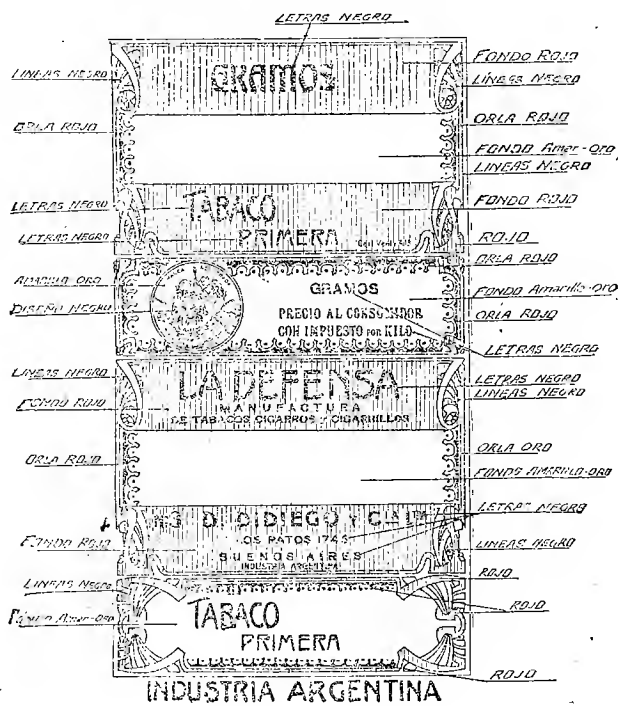 LETRAS NEGRO
FONDO ROJO
GRAMOS
LINEAS NEGRO
LINEAS NEGRO
ORLA ROJO
ORLA ROJO
FONDO Amar-Oro
LINEAS NEGRO
LETRAS NEGRO
TABACO
FONDO ROJO
LETRAS NEGRO
PRIMERA
ROJO
ORLA ROJO
AMARILLO ORO
GRAMOS
FONDO Amarillo-oro
DISEÑO NEGRO
PRECIO AL CONSUMIDOR
ORLA ROJO
CON IMPUESTO POR KILO
LETRAS NEGRO
LINEAS NEGRO
LA DEFENSA
LETRAS NEGRO
LINEAS NEGRO
FONDO ROJO
MANUFACTURA
DE TABACOS CIGARROS Y CIGARRILLOS
ORLA ROJO
ORLA ORO
FONDO AMARILLO-ORO
LETRAS NEGRO
D. DIDIEGO Y CAIA
LOS PATOS
FONDO ROJO
BUENOS AIRES
LINEAS NEGRO
INDUSTRIA ARGENTINA
ROJO
LINEAS NEGRO
ROJO
FONDO Amar-Oro
TABACO
PRIMERA
ROJO
INDUSTRIA ARGENTINA